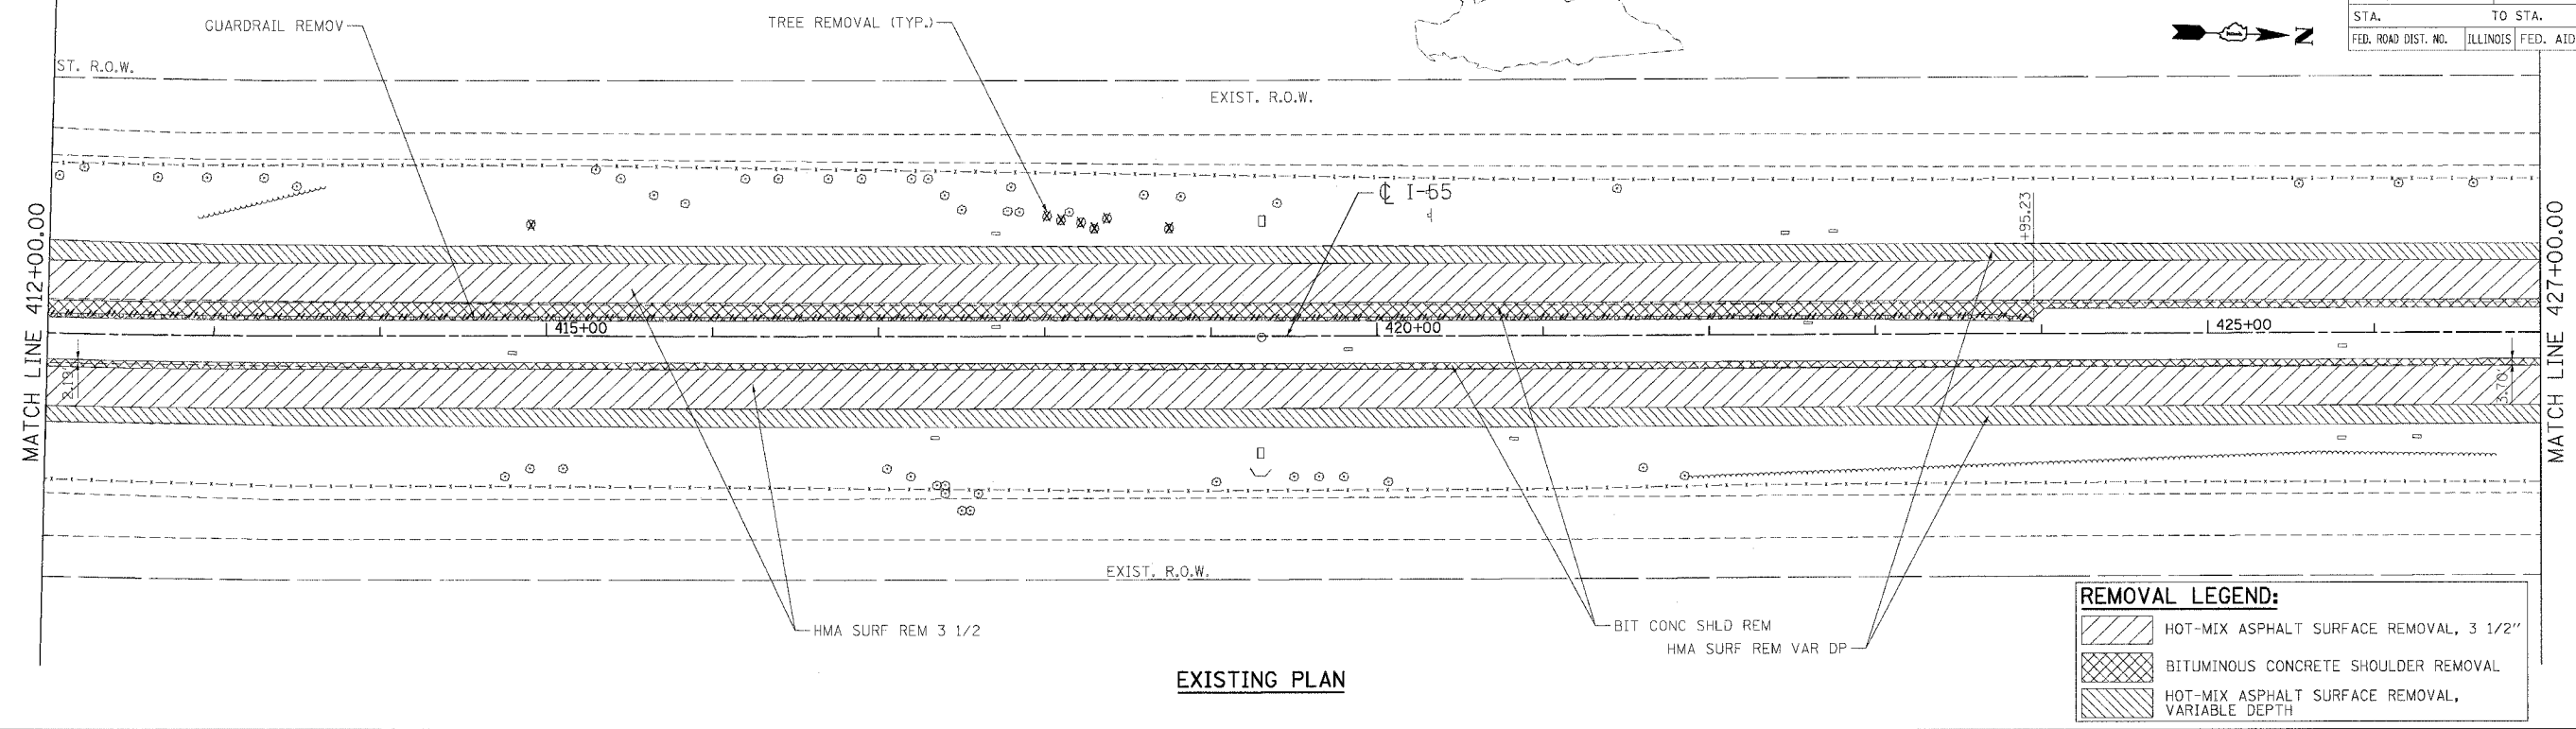 GUARDRAIL REMOV
TREE REMOVAL (TYP.)
N
STA. TO STA.
FED. ROAD DIST. NO. ILLINOIS FED. AID
ST. R.O.W.
EXIST. R.O.W.
℄ I-55
+95.23
MATCH LINE 412+00.00
415+00
420+00
425+00
MATCH LINE 427+00.00
2.19'
3.70'
EXIST. R.O.W.
HMA SURF REM 3 1/2
BIT CONC SHLD REM
HMA SURF REM VAR DP
EXISTING PLAN
REMOVAL LEGEND:
HOT-MIX ASPHALT SURFACE REMOVAL, 3 1/2"
BITUMINOUS CONCRETE SHOULDER REMOVAL
HOT-MIX ASPHALT SURFACE REMOVAL,
VARIABLE DEPTH